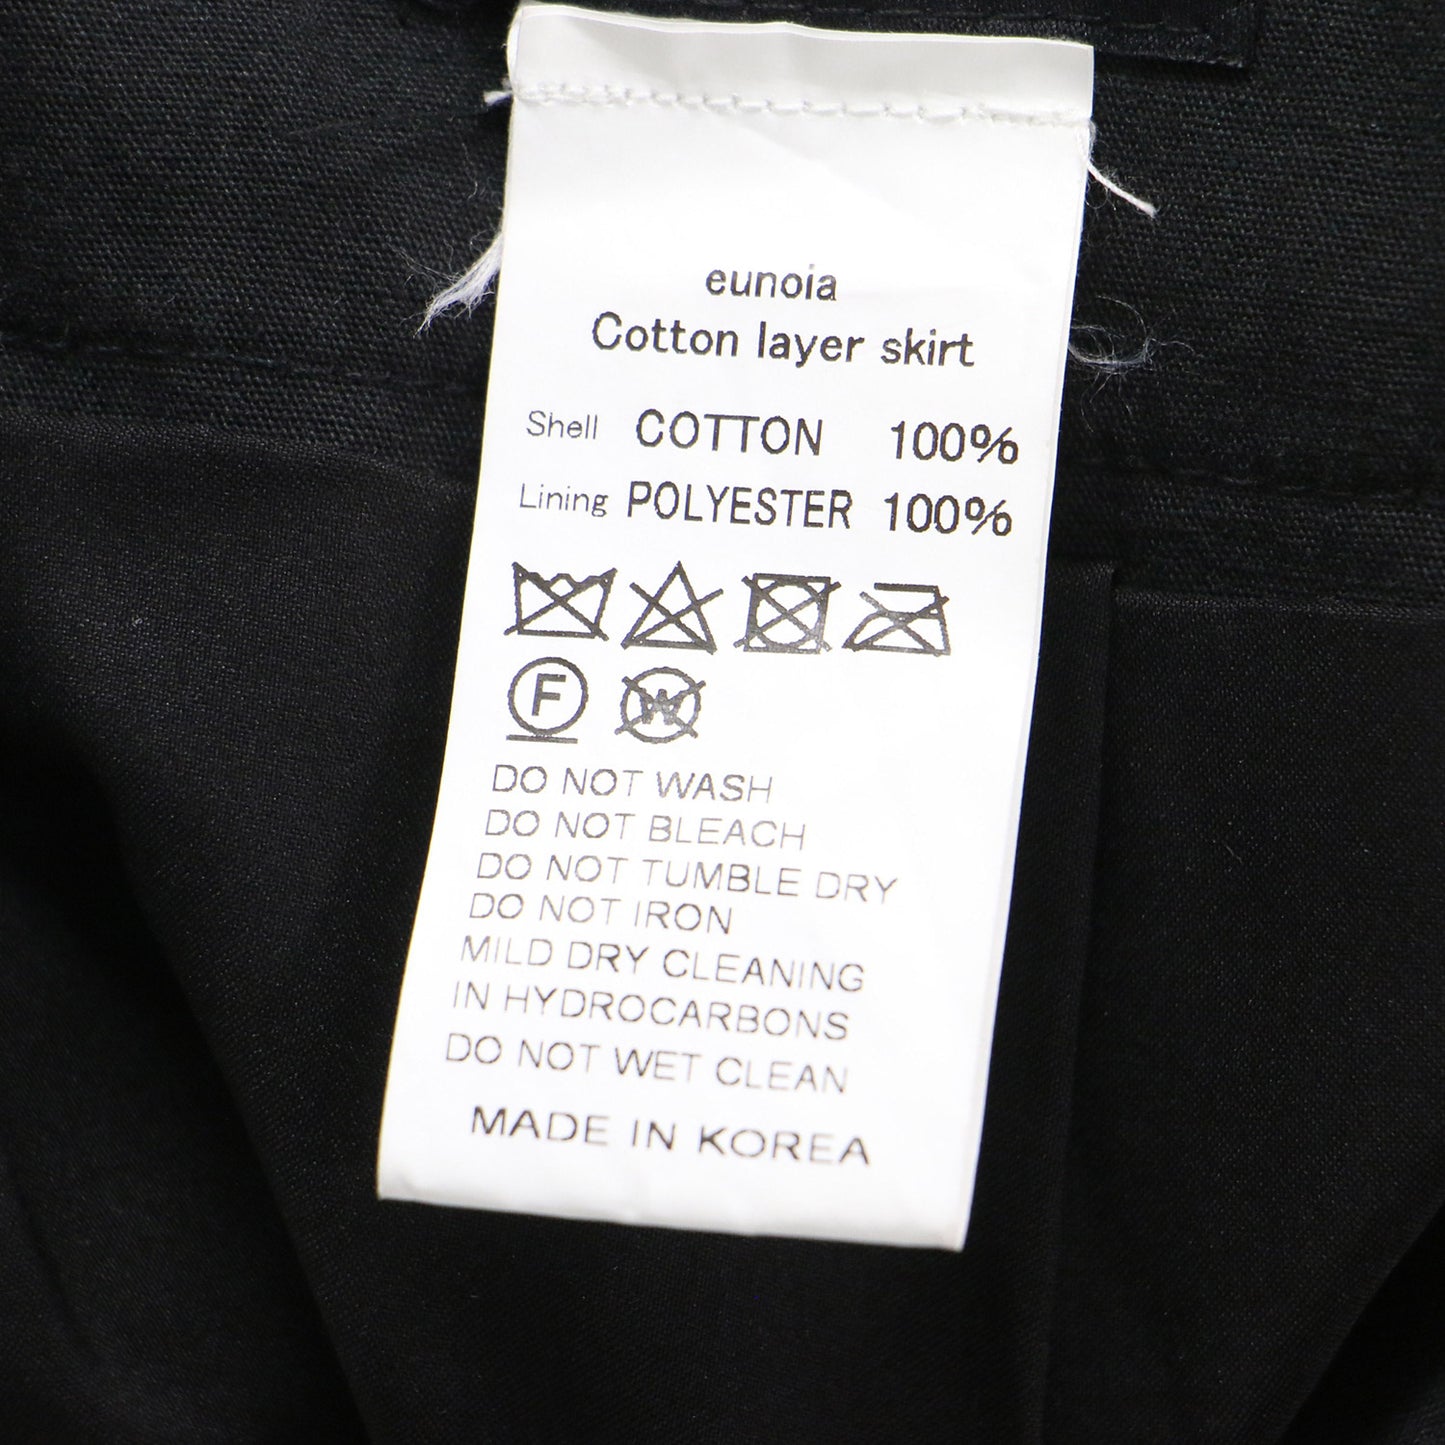 eunoia
Cotton layer skirt
Shell COTTON 100%
Lining POLYESTER 100%
F W
DO NOT WASH
DO NOT BLEACH
DO NOT TUMBLE DRY
DO NOT IRON
MILD DRY CLEANING
IN HYDROCARBONS
DO NOT WET CLEAN
MADE IN KOREA